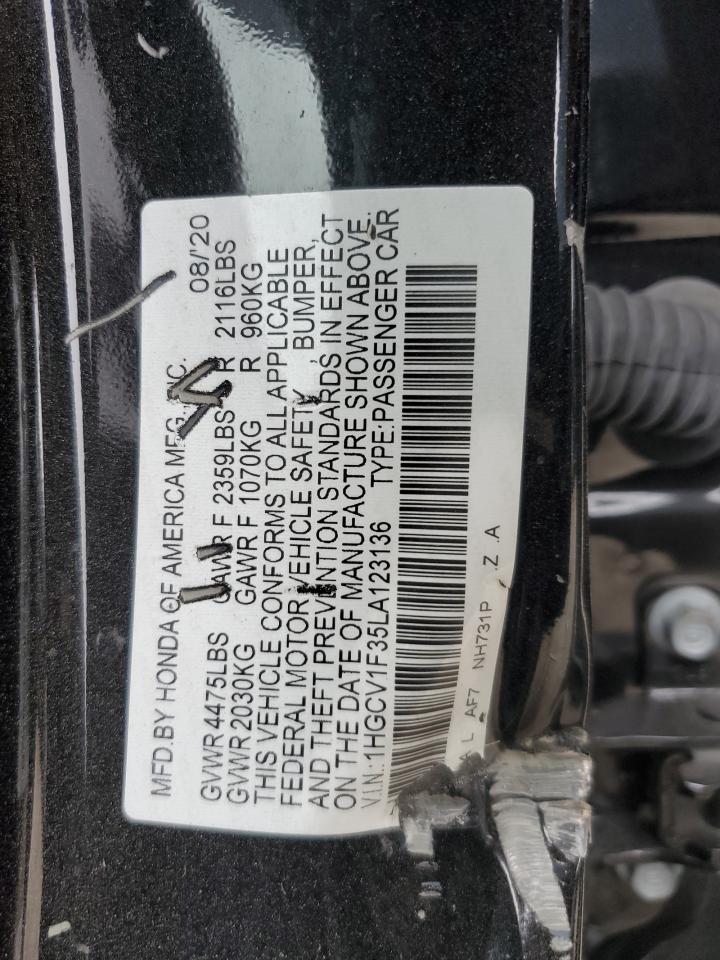 MFD.BY HONDA OF AMERICA MFG.,INC. 08/'20
GVWR 4475LBS GAWR F 2359LBS R 2116LBS
GVWR 2030KG GAWR F 1070KG R 960KG
THIS VEHICLE CONFORMS TO ALL APPLICABLE
FEDERAL MOTOR VEHICLE SAFETY, BUMPER,
AND THEFT PREVENTION STANDARDS IN EFFECT
ON THE DATE OF MANUFACTURE SHOWN ABOVE.
V.I.N.:1HGCV1F35LA123136 TYPE:PASSENGER CAR
L AF7 NH731P Z .A